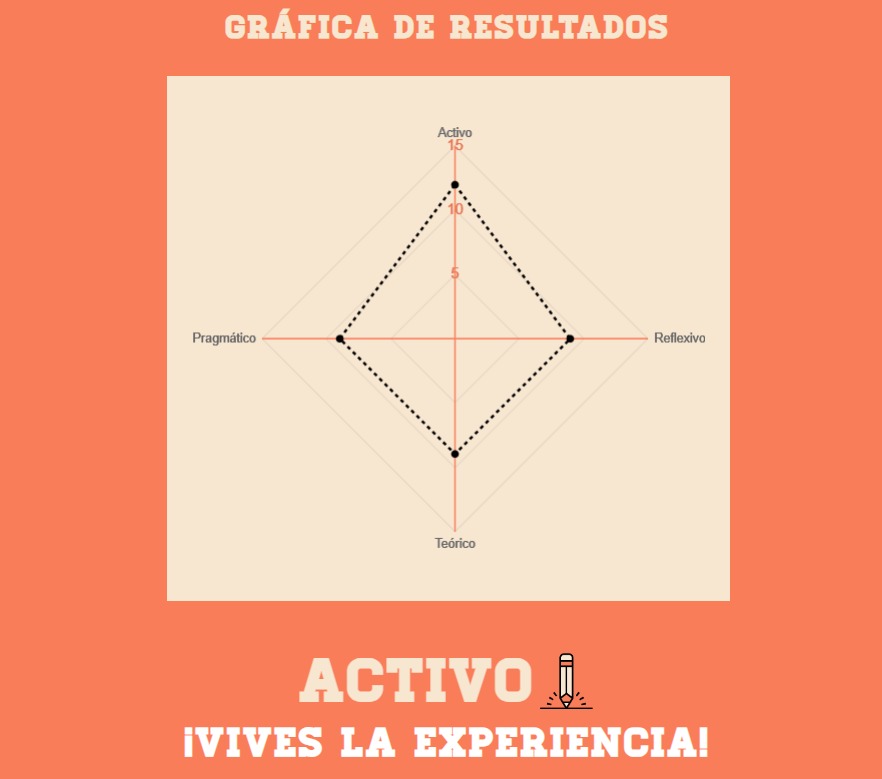 GRÁFICA DE RESULTADOS
Activo
15
10
5
Pragmático
Reflexivo
Teórico
ACTIVO
¡VIVES LA EXPERIENCIA!